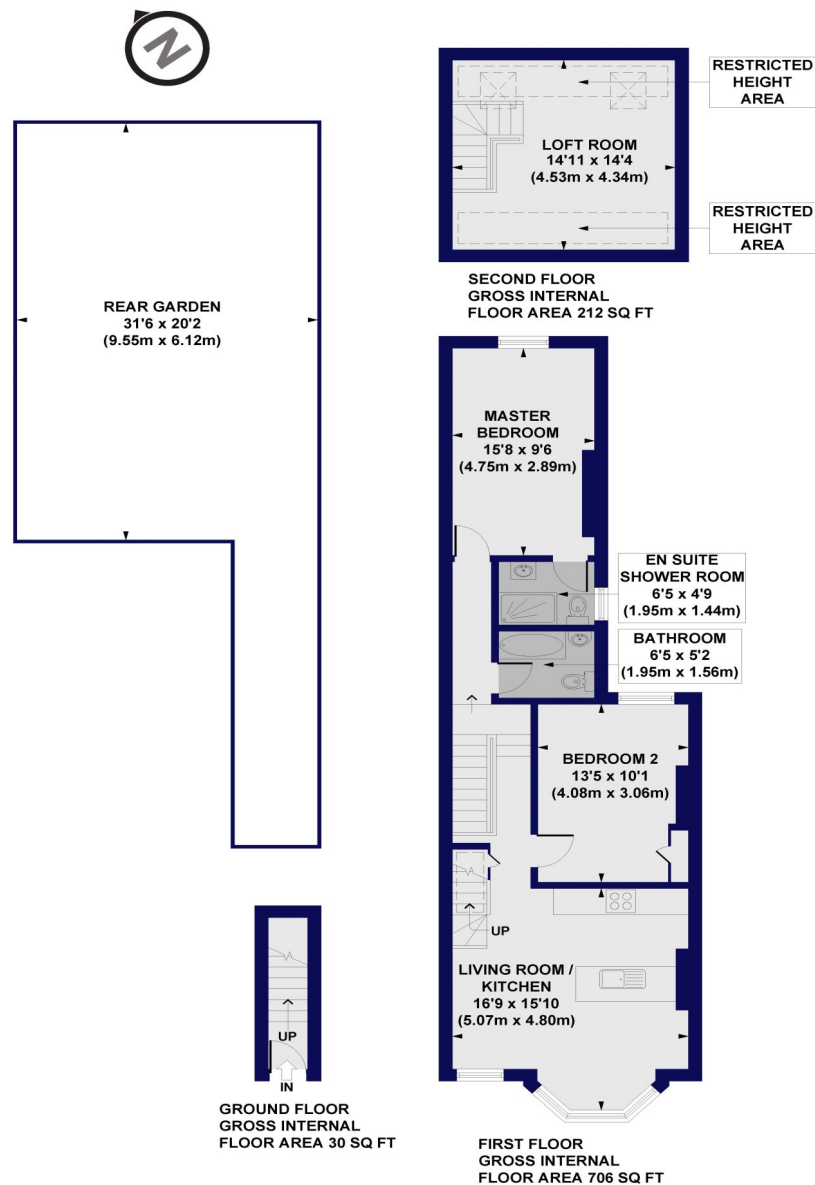 N
RESTRICTED
HEIGHT
AREA
LOFT ROOM
14'11 x 14'4
(4.53m x 4.34m)
RESTRICTED
HEIGHT
AREA
SECOND FLOOR
GROSS INTERNAL
FLOOR AREA 212 SQ FT
REAR GARDEN
31'6 x 20'2
(9.55m x 6.12m)
MASTER
BEDROOM
15'8 x 9'6
(4.75m x 2.89m)
EN SUITE
SHOWER ROOM
6'5 x 4'9
(1.95m x 1.44m)
BATHROOM
6'5 x 5'2
(1.95m x 1.56m)
BEDROOM 2
13'5 x 10'1
(4.08m x 3.06m)
UP
LIVING ROOM /
KITCHEN
16'9 x 15'10
(5.07m x 4.80m)
UP
IN
GROUND FLOOR
GROSS INTERNAL
FLOOR AREA 30 SQ FT
FIRST FLOOR
GROSS INTERNAL
FLOOR AREA 706 SQ FT